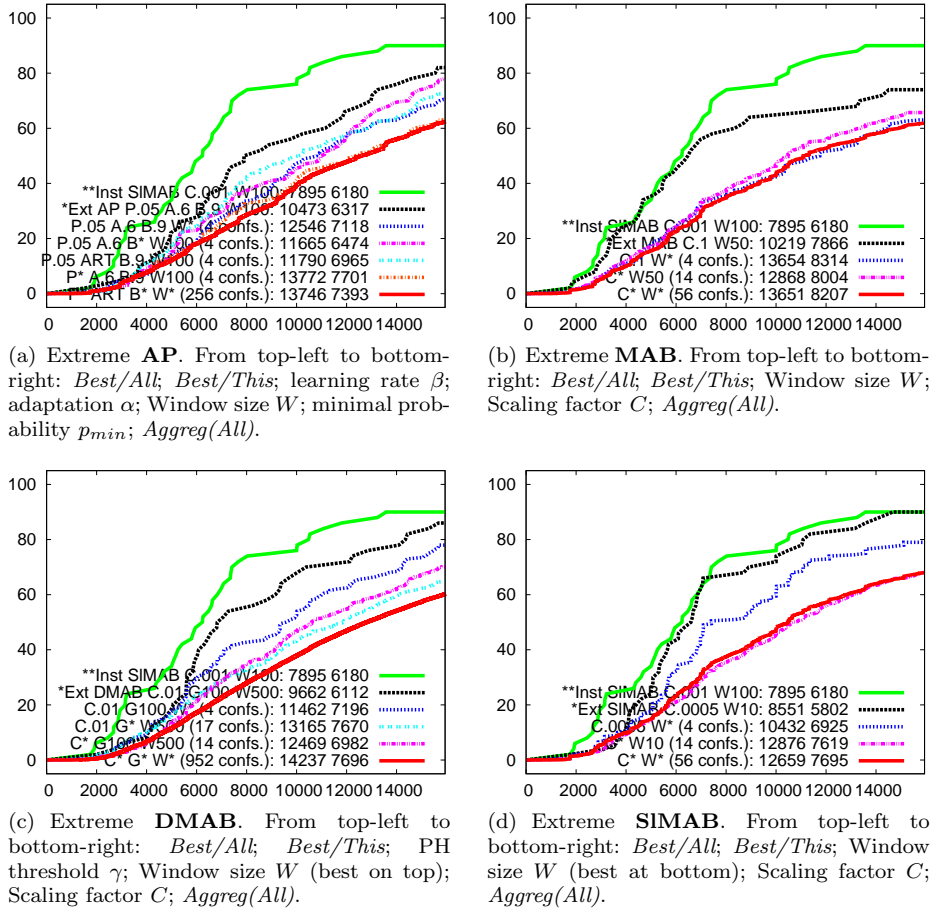 100
80
60
40
20
0
0 2000 4000 6000 8000 10000 12000 14000
**Inst SlMAB C.001 W100: 7895 6180
*Ext AP P.05 A.6 B.9 W100: 10473 6317
P.05 A.6 B.9 W* (4 confs.): 12546 7118
P.05 A.6 B* W100 (4 confs.): 11665 6474
P.05 ART B.9 W100 (4 confs.): 11790 6965
P* A.6 B.9 W100 (4 confs.): 13772 7701
ART B* W* (256 confs.): 13746 7393
(a) Extreme AP. From top-left to bottom-
right: Best/All; Best/This; learning rate β;
adaptation α; Window size W; minimal prob-
ability pmin; Aggreg(All).
100
80
60
40
20
0
0 2000 4000 6000 8000 10000 12000 14000
**Inst SlMAB C.001 W100: 7895 6180
*Ext MAB C.1 W50: 10219 7866
C.1 W* (4 confs.): 13654 8314
C* W50 (14 confs.): 12868 8004
C* W* (56 confs.): 13651 8207
(b) Extreme MAB. From top-left to bottom-
right: Best/All; Best/This; Window size W;
Scaling factor C; Aggreg(All).
100
80
60
40
20
0
0 2000 4000 6000 8000 10000 12000 14000
**Inst SlMAB C.001 W100: 7895 6180
*Ext DMAB C.01 G100 W500: 9662 6112
C.01 G100 W* (4 confs.): 11462 7196
C.01 G* W500 (17 confs.): 13165 7670
C* G100 W500 (14 confs.): 12469 6982
C* G* W* (952 confs.): 14237 7696
(c) Extreme DMAB. From top-left to
bottom-right: Best/All; Best/This; PH
threshold γ; Window size W (best on top);
Scaling factor C; Aggreg(All).
100
80
60
40
20
0
0 2000 4000 6000 8000 10000 12000 14000
**Inst SlMAB C.001 W100: 7895 6180
*Ext SlMAB C.0005 W10: 8551 5802
C.0005 W* (4 confs.): 10432 6925
C* W10 (14 confs.): 12876 7619
C* W* (56 confs.): 12659 7695
(d) Extreme SlMAB. From top-left to
bottom-right: Best/All; Best/This; Window
size W (best at bottom); Scaling factor C;
Aggreg(All).